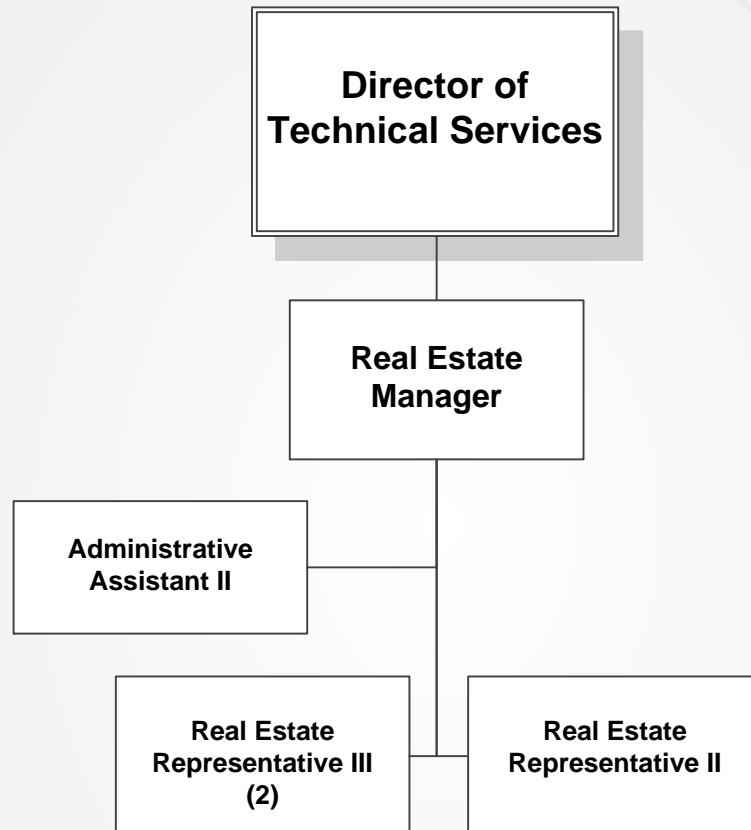 Director of
Technical Services
Real Estate
Manager
Administrative
Assistant II
Real Estate
Representative III
(2)
Real Estate
Representative II